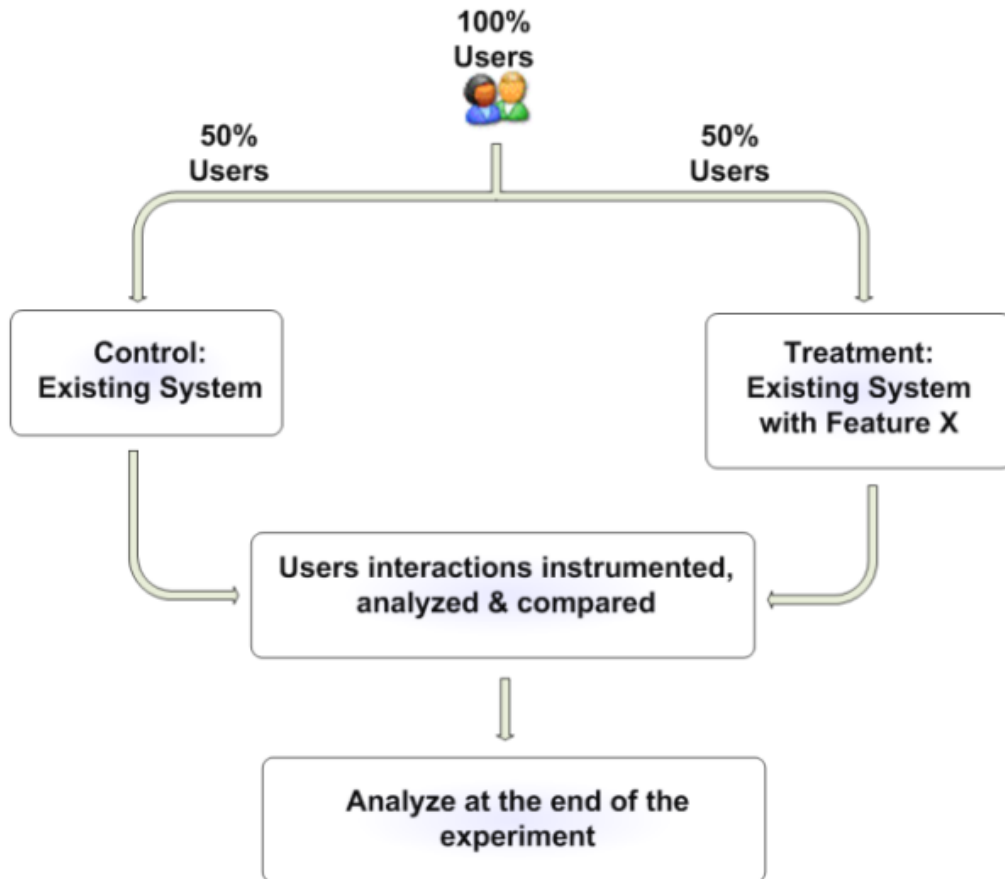 100%
Users
50%
Users
50%
Users
Control:
Existing System
Treatment:
Existing System
with Feature X
Users interactions instrumented,
analyzed & compared
Analyze at the end of the
experiment